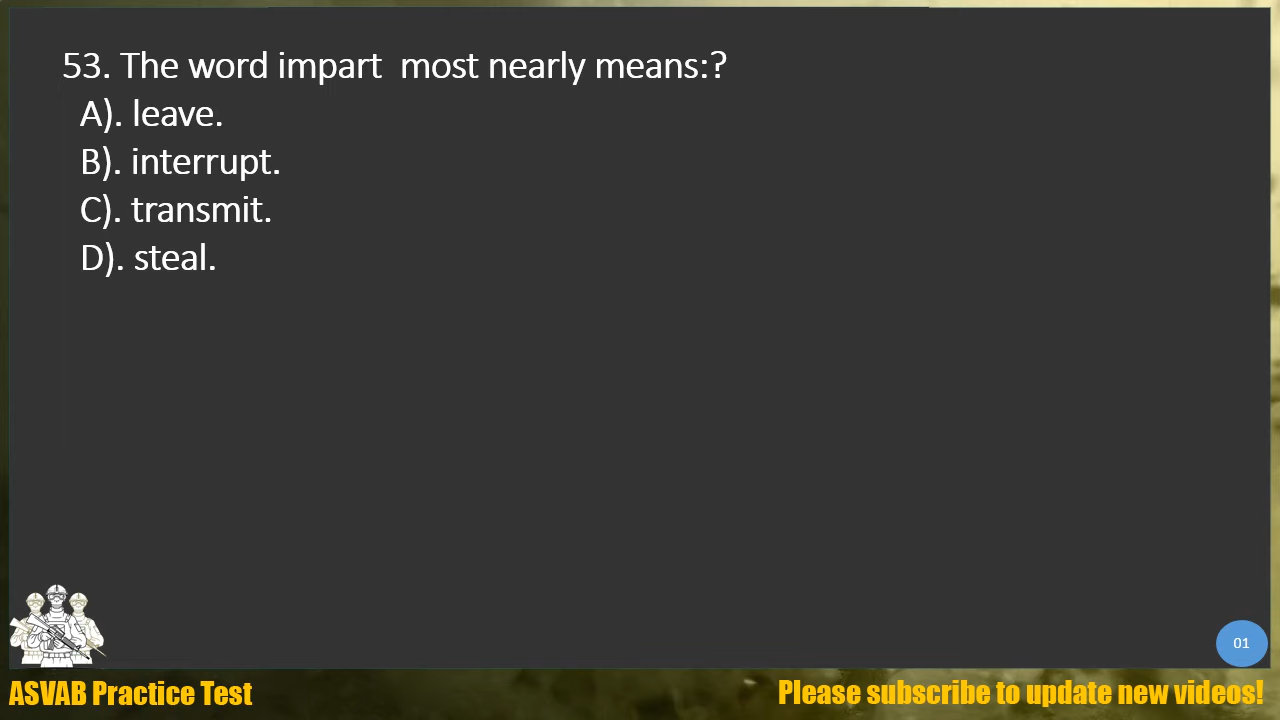 53. The word impart  most nearly means:?
A). leave.
B). interrupt.
C). transmit.
D). steal.
01
ASVAB Practice Test
Please subscribe to update new videos!